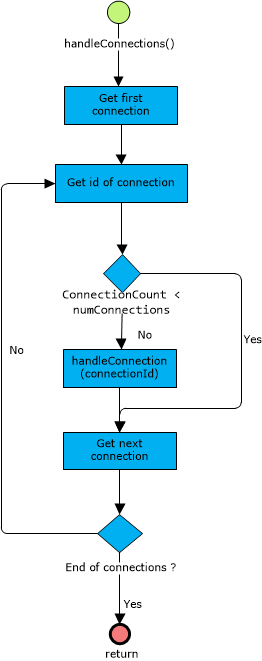 handleConnections()
Get first
connection
Get id of connection
ConnectionCount <
numConnections
No
Yes
handleConnection
(connectionId)
No
Get next
connection
End of connections ?
Yes
return